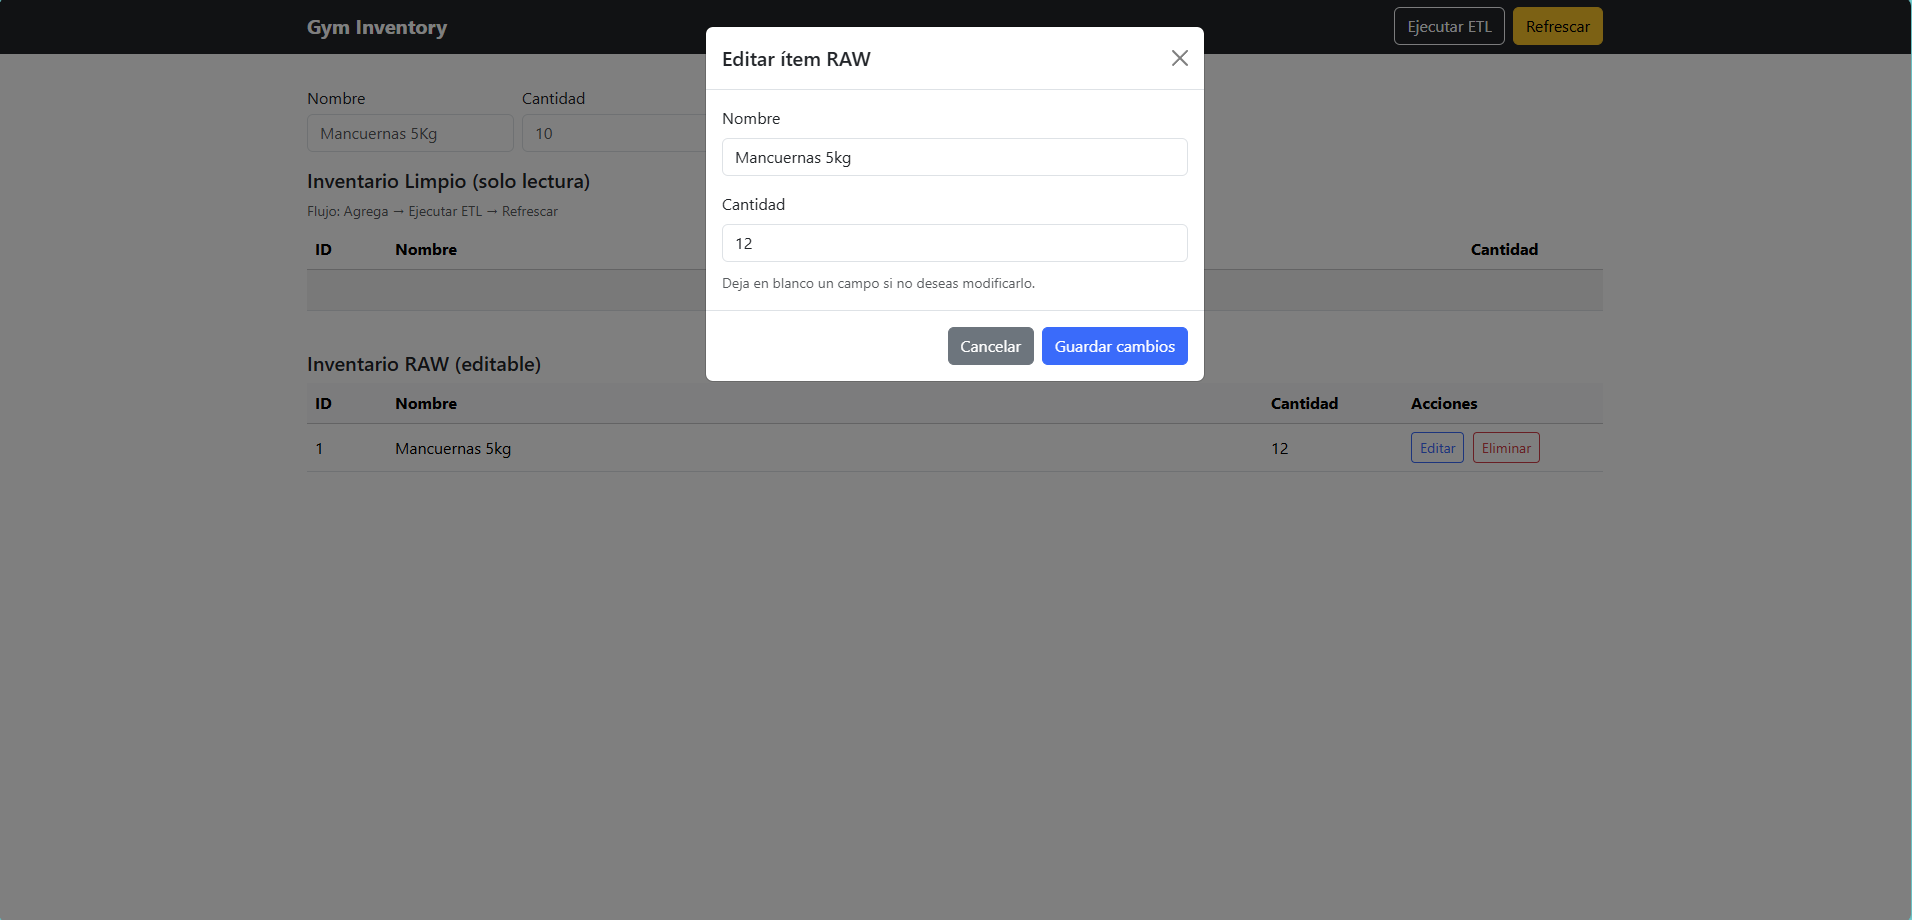 Gym Inventory
Ejecutar ETL
Refrescar
Editar ítem RAW
Nombre
Mancuernas 5kg
Cantidad
12
Deja en blanco un campo si no deseas modificarlo.
Cancelar
Guardar cambios
Nombre
Cantidad
Mancuernas 5Kg
10
Inventario Limpio (solo lectura)
Flujo: Agrega → Ejecutar ETL → Refrescar
ID Nombre Cantidad
Inventario RAW (editable)
ID Nombre Cantidad Acciones
1 Mancuernas 5kg 12 Editar Eliminar